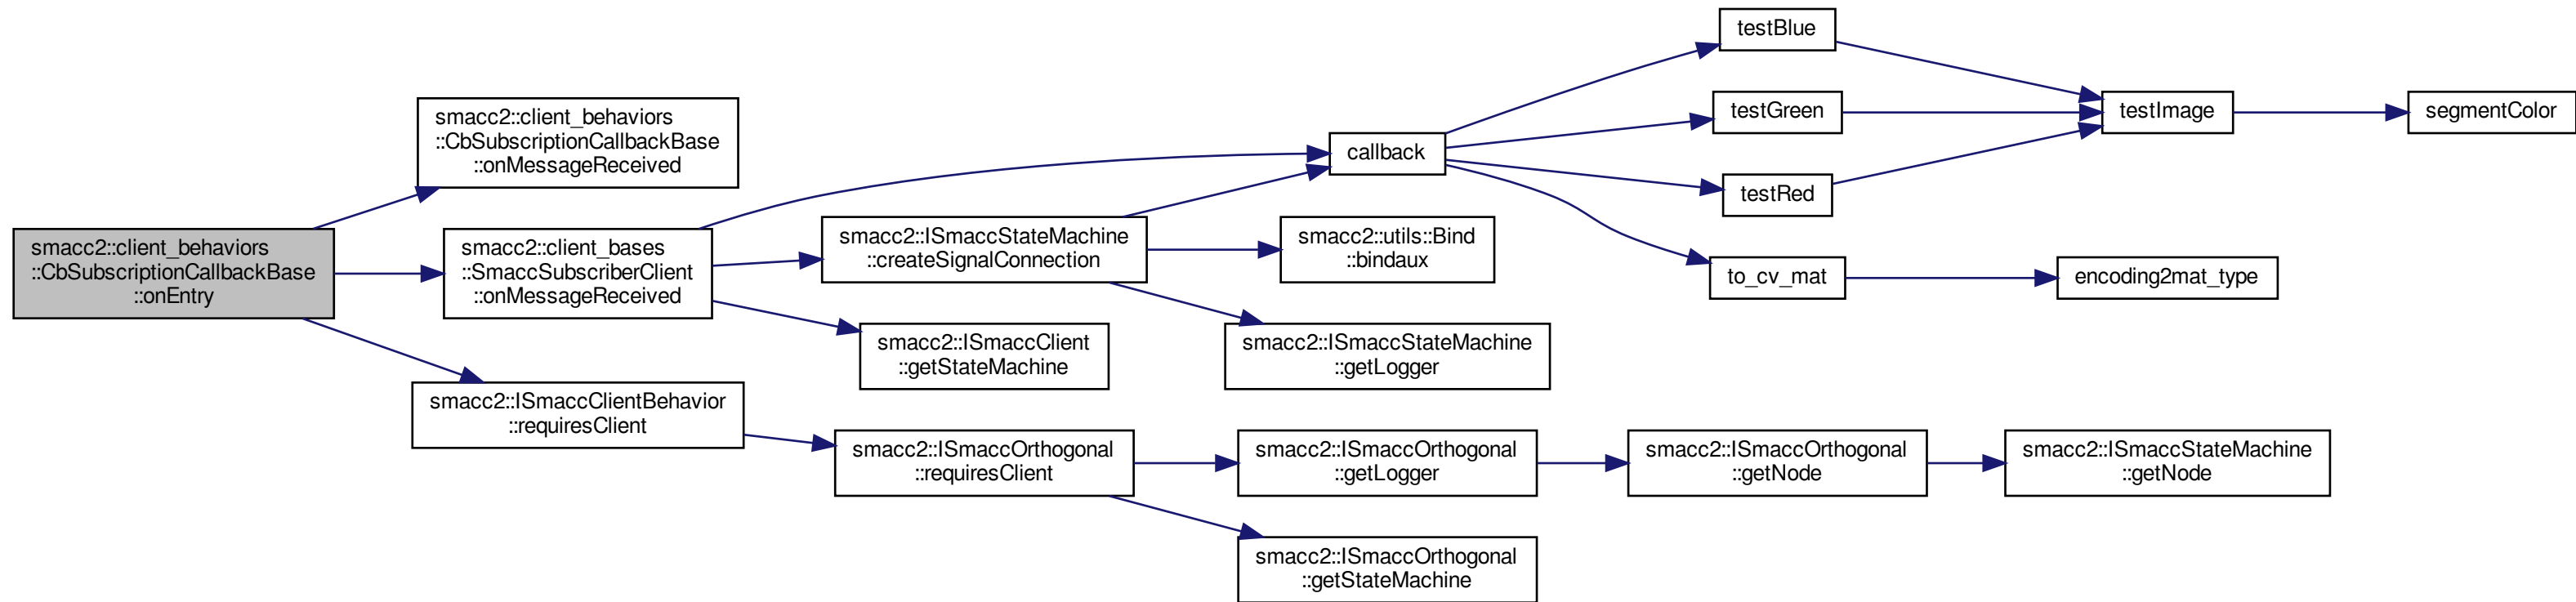 smacc2::client_behaviors
::CbSubscriptionCallbackBase
::onEntry
smacc2::client_behaviors
::CbSubscriptionCallbackBase
::onMessageReceived
smacc2::client_bases
::SmaccSubscriberClient
::onMessageReceived
smacc2::ISmaccClientBehavior
::requiresClient
smacc2::ISmaccStateMachine
::createSignalConnection
smacc2::ISmaccClient
::getStateMachine
smacc2::ISmaccOrthogonal
::requiresClient
callback
smacc2::utils::Bind
::bindaux
smacc2::ISmaccStateMachine
::getLogger
smacc2::ISmaccOrthogonal
::getLogger
smacc2::ISmaccOrthogonal
::getStateMachine
testBlue
testGreen
testRed
to_cv_mat
smacc2::ISmaccOrthogonal
::getNode
testImage
encoding2mat_type
smacc2::ISmaccStateMachine
::getNode
segmentColor